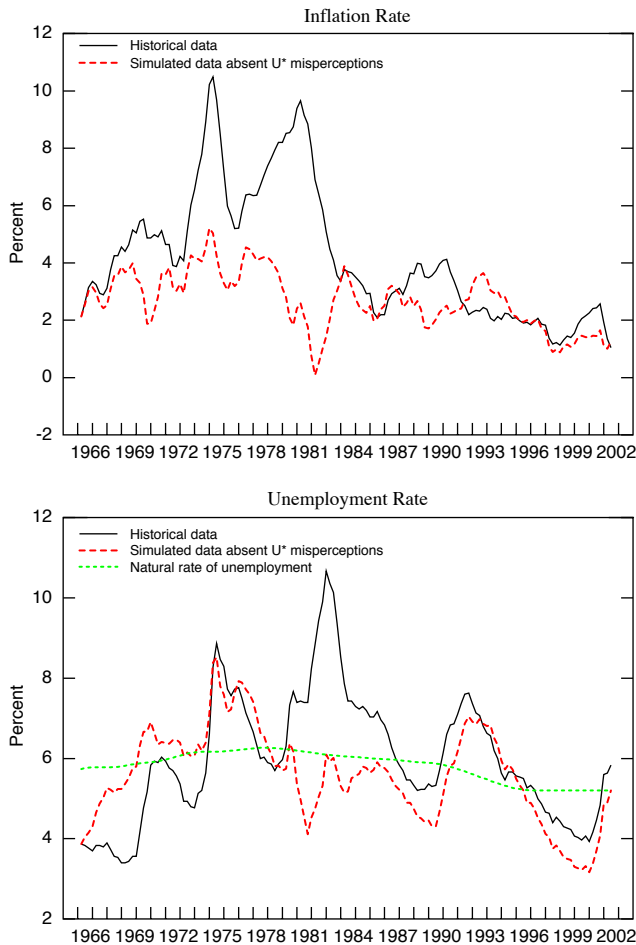 Inflation Rate
12
Historical data
Simulated data absent U* misperceptions
10
8
6
Percent
4
2
0
-2
1966 1969 1972 1975 1978 1981 1984 1987 1990 1993 1996 1999 2002
Unemployment Rate
12
Historical data
Simulated data absent U* misperceptions
Natural rate of unemployment
10
8
Percent
6
4
2
1966 1969 1972 1975 1978 1981 1984 1987 1990 1993 1996 1999 2002